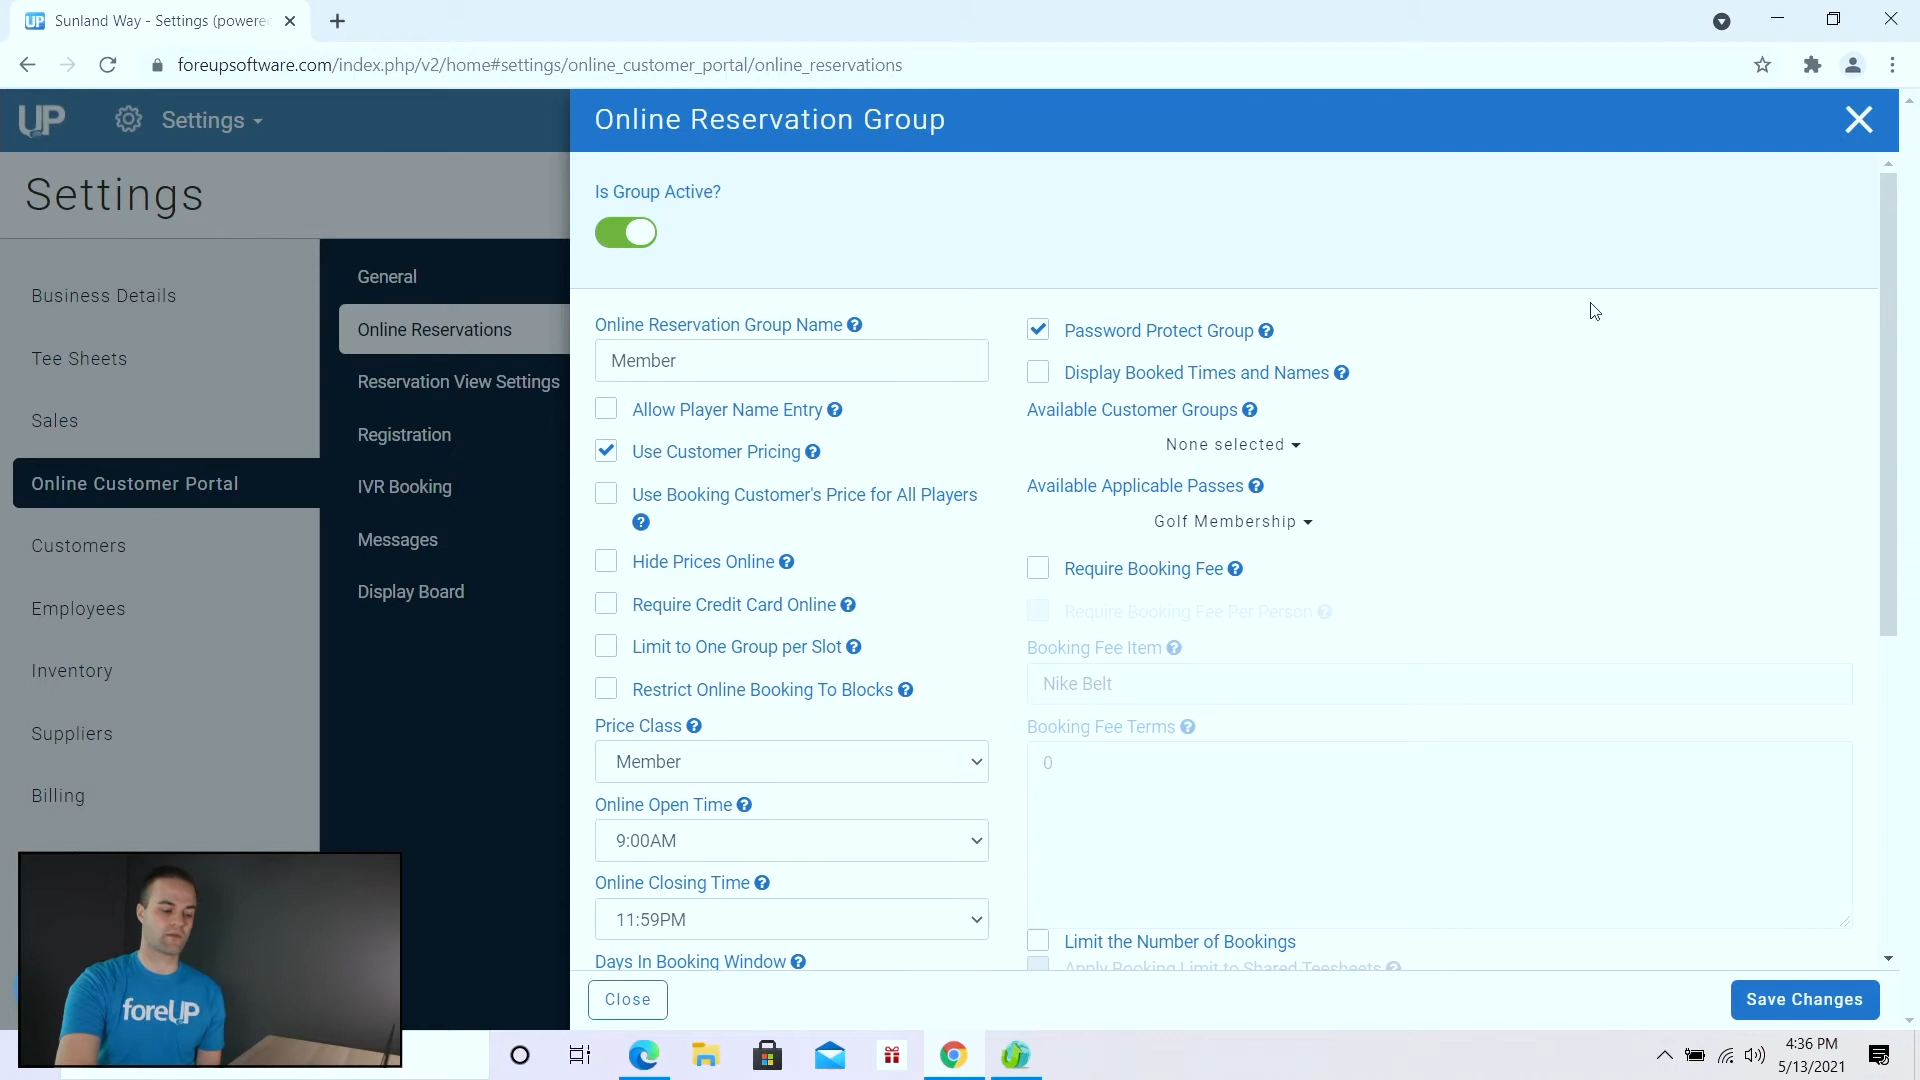 UP Sunland Way - Settings (powere
foreupsoftware.com/index.php/v2/home#settings/online_customer_portal/online_reservations
UP Settings
Online Reservation Group
Settings
Is Group Active?
Business Details
Tee Sheets
Sales
Online Customer Portal
Customers
Employees
Inventory
Suppliers
Billing
General
Online Reservations
Reservation View Settings
Registration
IVR Booking
Messages
Display Board
Online Reservation Group Name ?
Member
Allow Player Name Entry ?
Use Customer Pricing ?
Use Booking Customer's Price for All Players
?
Hide Prices Online ?
Require Credit Card Online ?
Limit to One Group per Slot ?
Restrict Online Booking To Blocks ?
Price Class ?
Member
Online Open Time ?
9:00AM
Online Closing Time ?
11:59PM
Days In Booking Window ?
Password Protect Group ?
Display Booked Times and Names ?
Available Customer Groups ?
None selected
Available Applicable Passes ?
Golf Membership
Require Booking Fee ?
Require Booking Fee Per Person ?
Booking Fee Item ?
Nike Belt
Booking Fee Terms ?
0
Limit the Number of Bookings
Apply Booking Limit to Shared Teesheets ?
Close
Save Changes
foreUP
4:36 PM
5/13/2021